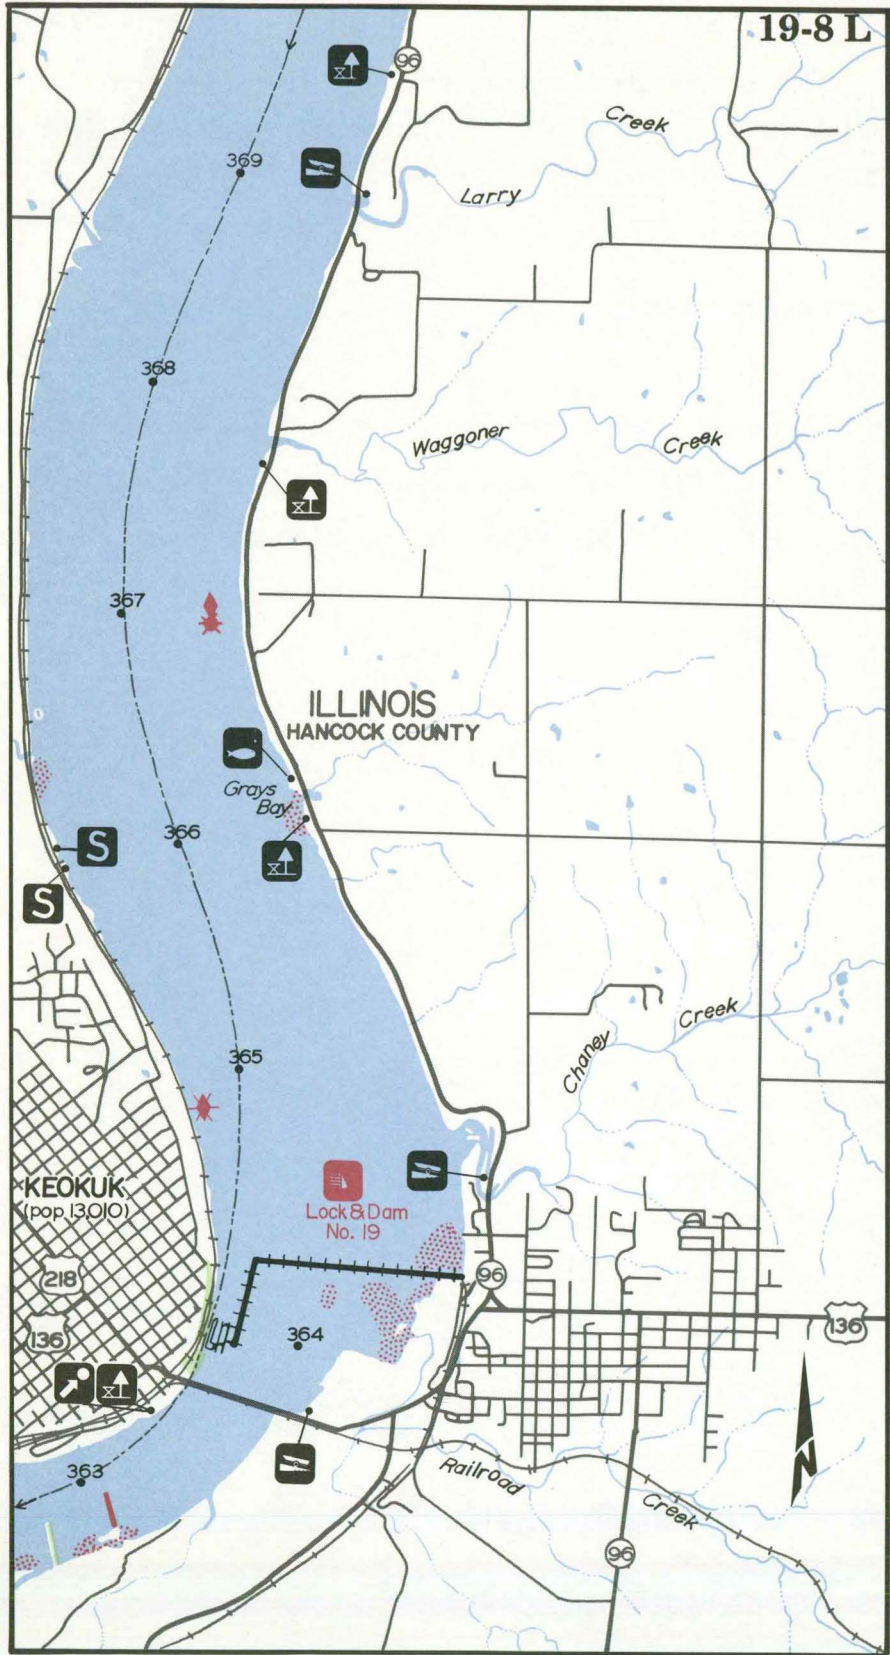 19-8 L
96
Creek
369
Larry
368
Waggoner
Creek
367
ILLINOIS
HANCOCK COUNTY
Grays
Bay
366
S
S
Creek
Chaney
365
KEOKUK
(pop 13,010)
Lock & Dam
No. 19
218
96
136
364
136
363
Railroad
Creek
N
96